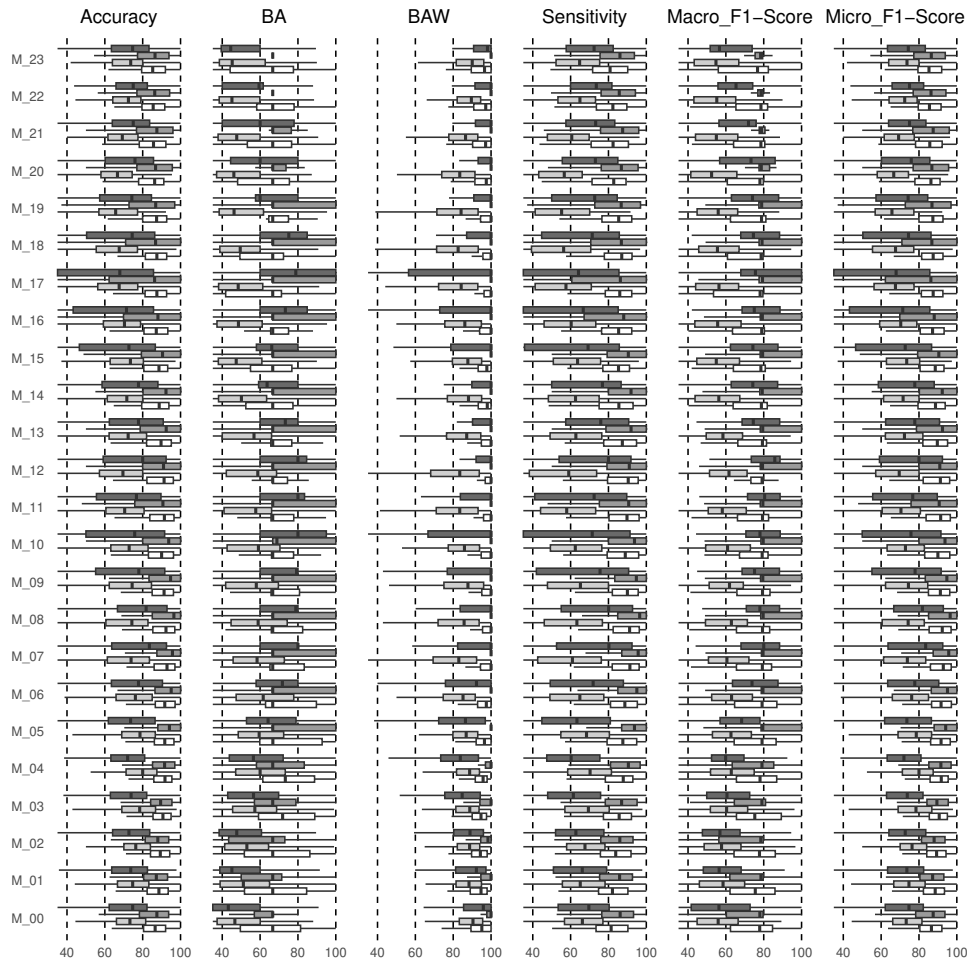 Accuracy BA BAW Sensitivity Macro_F1−Score Micro_F1−Score
M_23
M_22
M_21
M_20
M_19
M_18
M_17
M_16
M_15
M_14
M_13
M_12
M_11
M_10
M_09
M_08
M_07
M_06
M_05
M_04
M_03
M_02
M_01
M_00
40 60 80 100 40 60 80 100 40 60 80 100 40 60 80 100 40 60 80 100 40 60 80 100